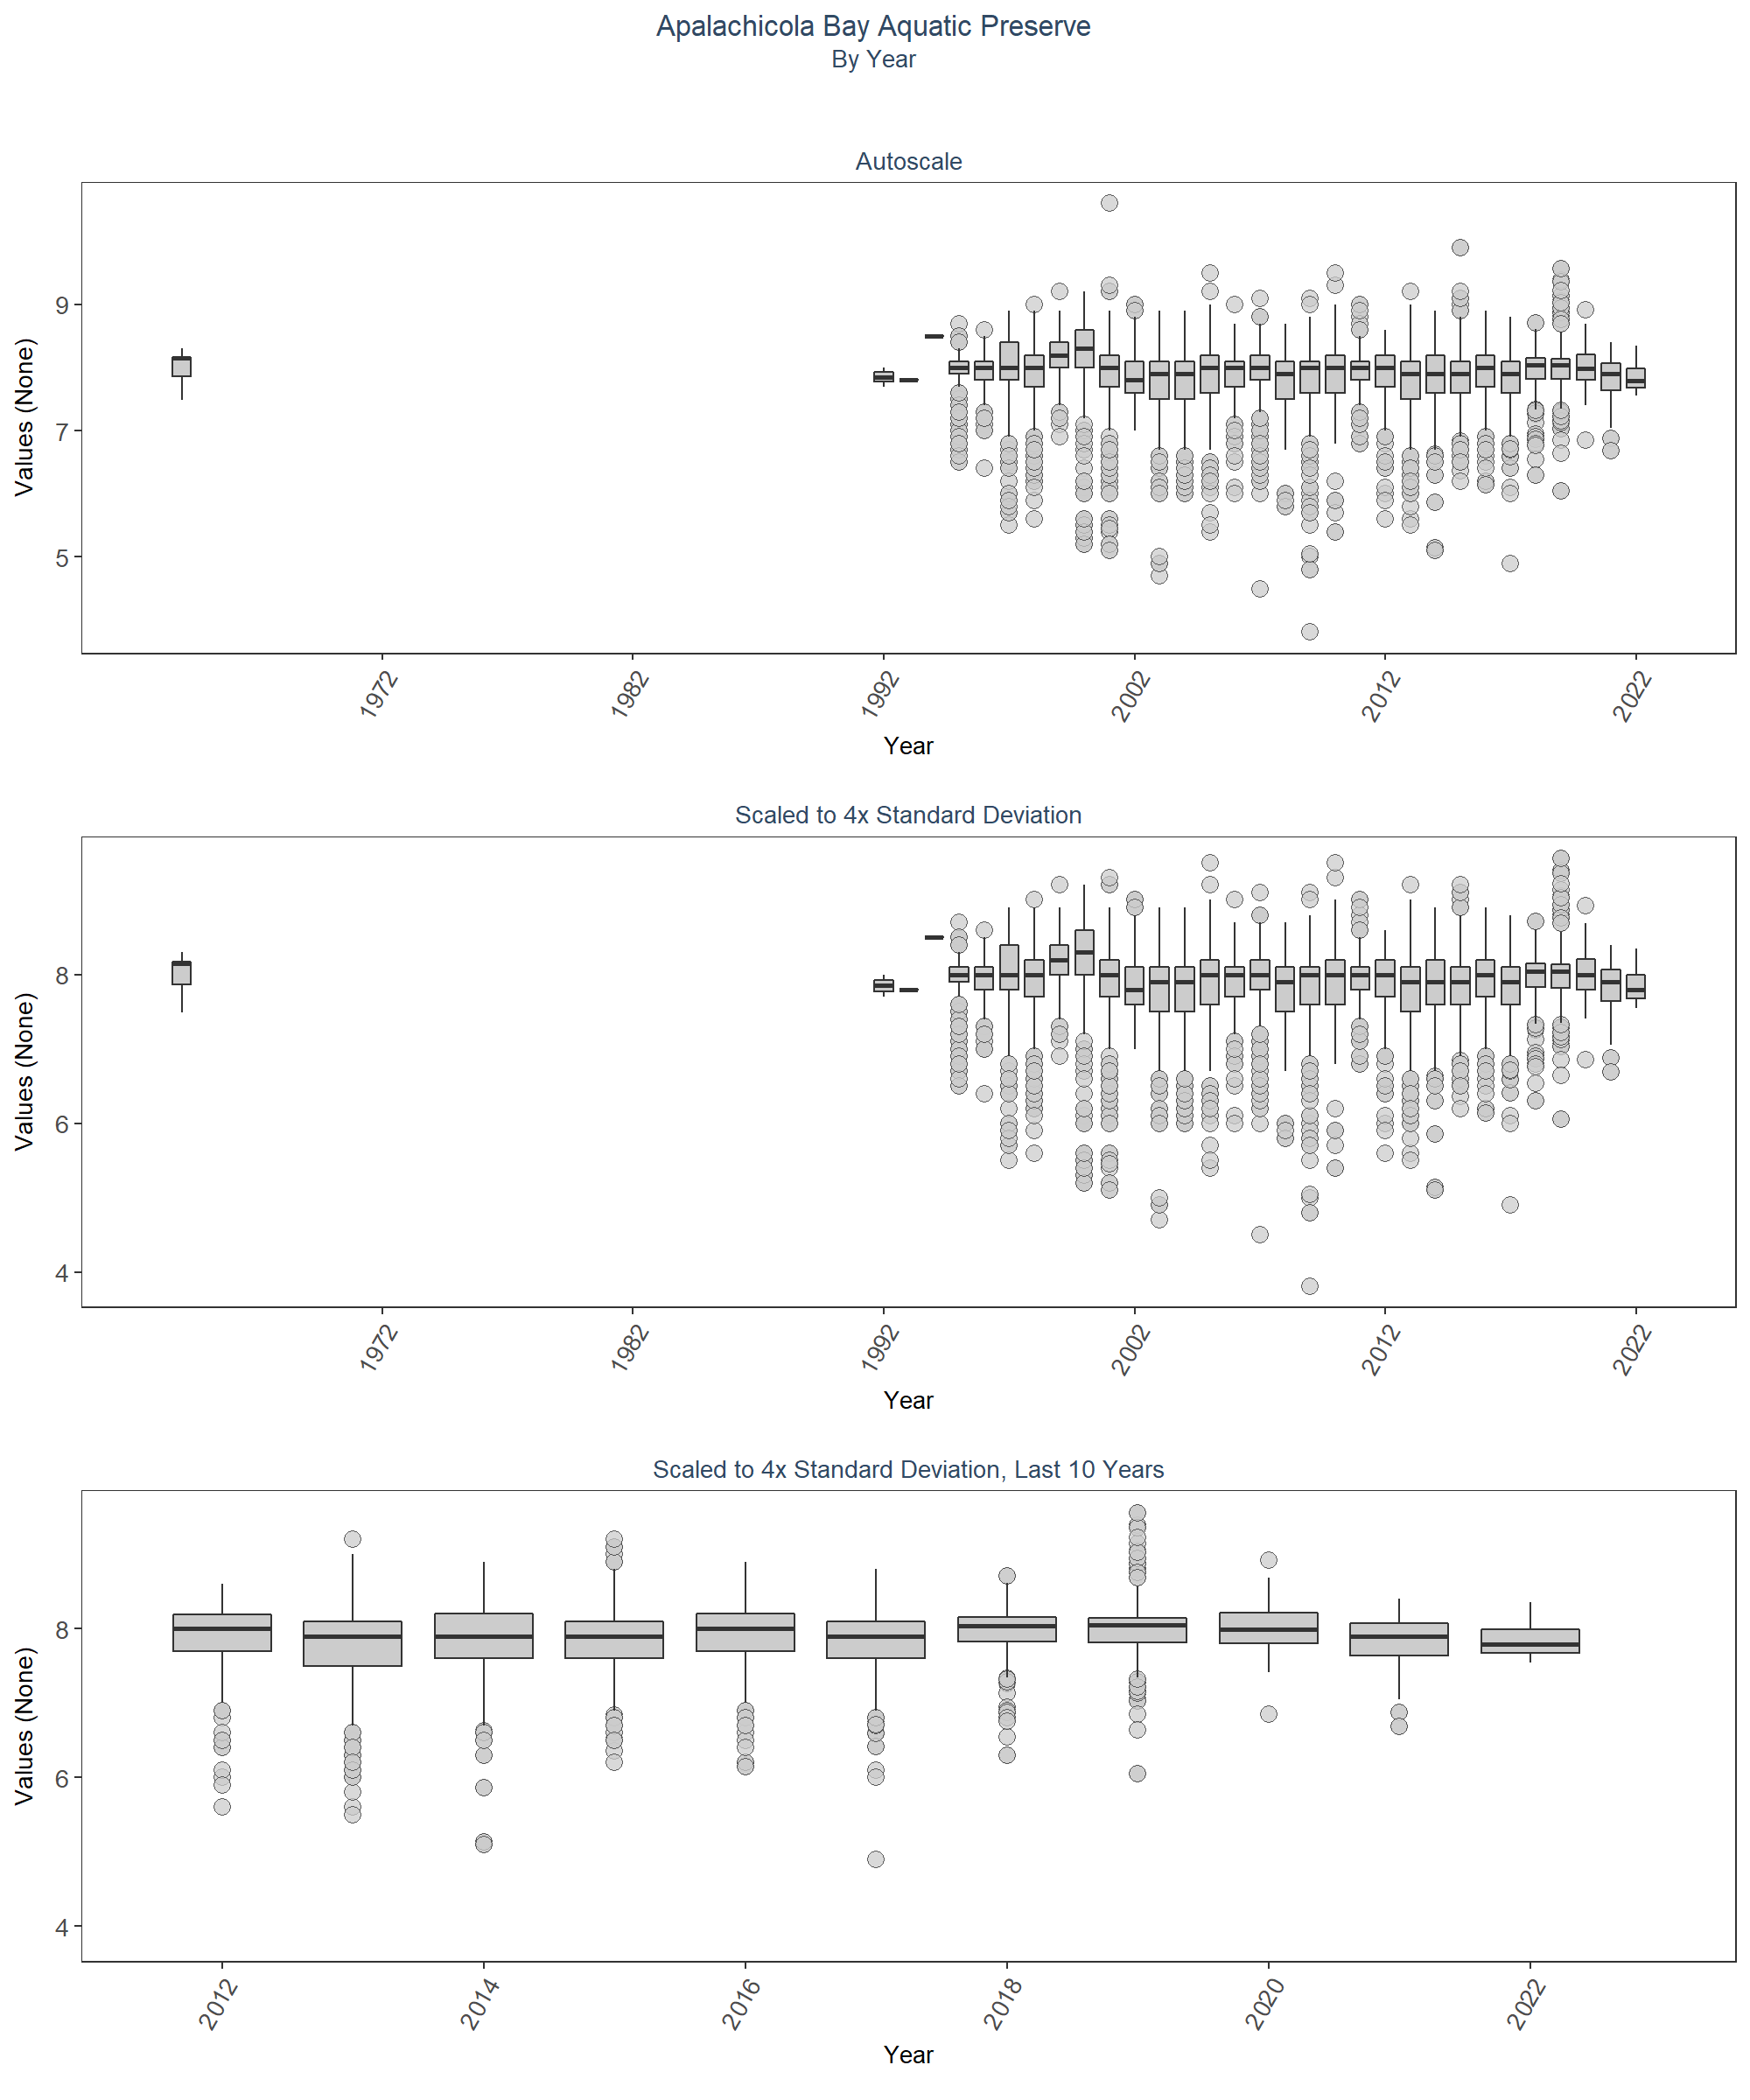 Apalachicola Bay Aquatic Preserve
By Year
Autoscale
Values (None)
9
7
5
1972
1982
1992
2002
2012
2022
Year
Scaled to 4x Standard Deviation
Values (None)
8
6
4
1972
1982
1992
2002
2012
2022
Year
Scaled to 4x Standard Deviation, Last 10 Years
Values (None)
8
6
4
2012
2014
2016
2018
2020
2022
Year